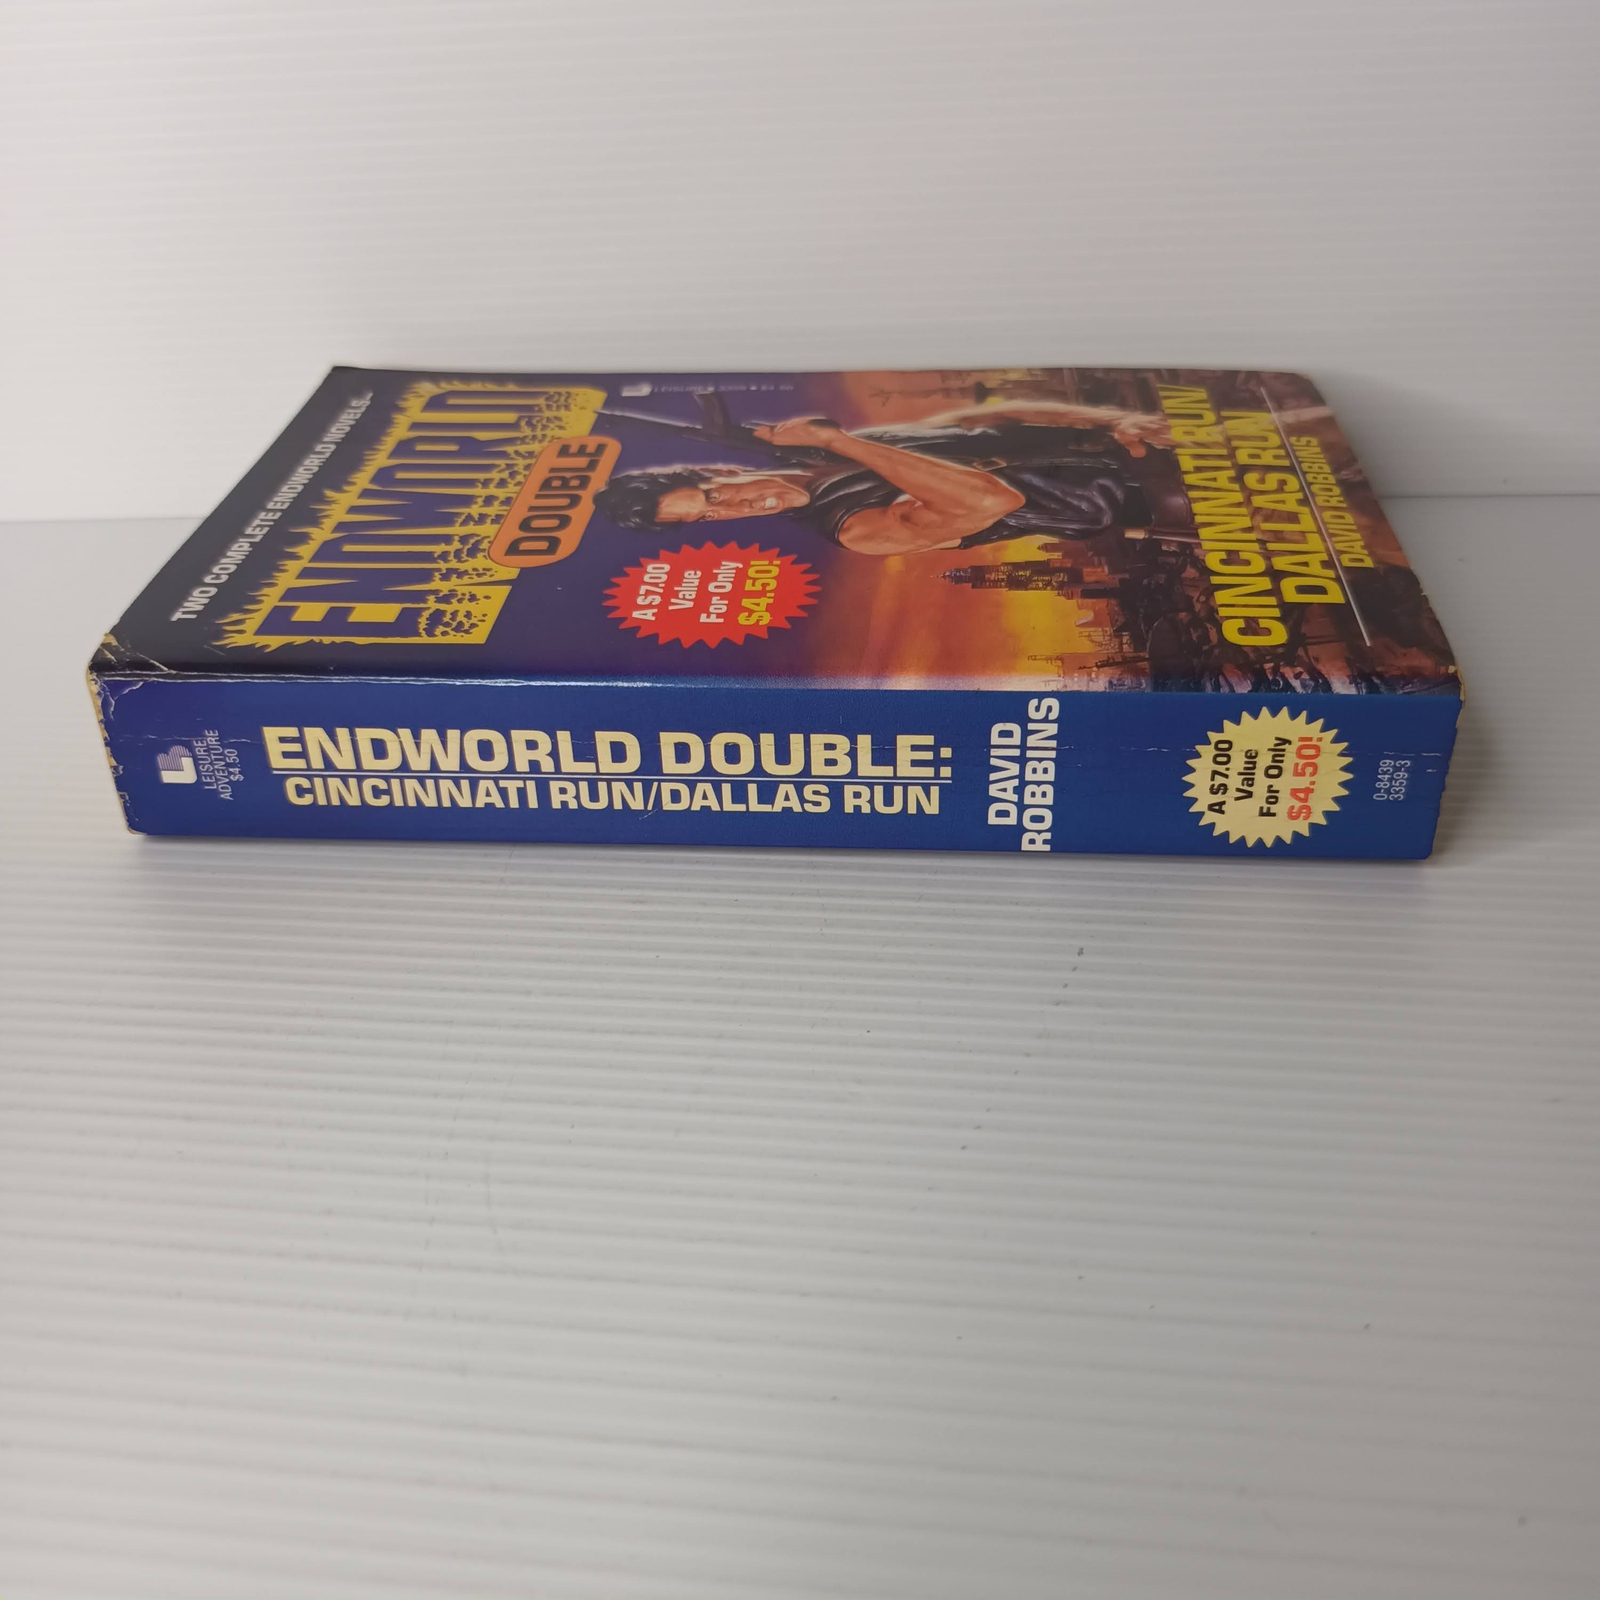 TWO COMPLETE ENDWORLD NOVELS...
ENDWORLD
DOUBLE
A $7.00
Value
For Only
$4.50!
CINCINNATI RUN/
DALLAS RUN
DAVID ROBBINS
LEISURE
ADVENTURE
$4.50
ENDWORLD DOUBLE:
CINCINNATI RUN/DALLAS RUN
DAVID
ROBBINS
A $7.00
Value
For Only
$4.50!
0-8439
3359-3